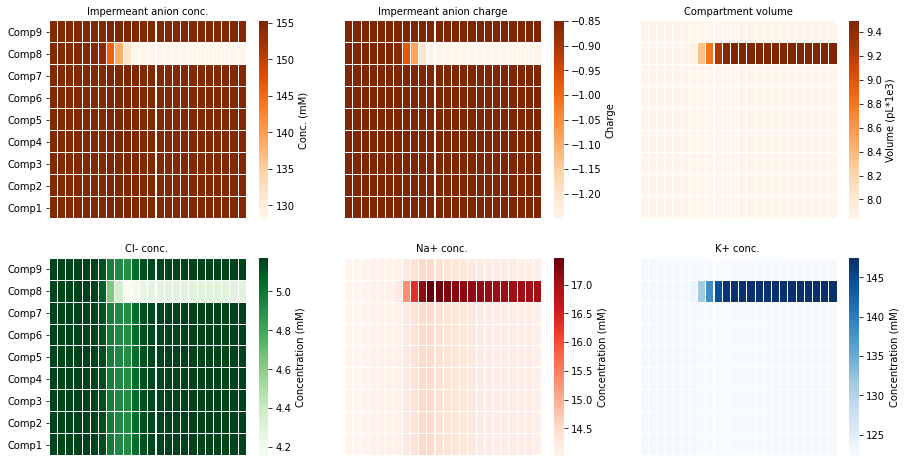 Impermeant anion conc.
Comp9
Comp8
Comp7
Comp6
Comp5
Comp4
Comp3
Comp2
Comp1
155
150
145
140
135
130
Conc. (mM)
Impermeant anion charge
−0.85
−0.90
−0.95
−1.00
−1.05
−1.10
−1.15
−1.20
Charge
Compartment volume
9.4
9.2
9.0
8.8
8.6
8.4
8.2
8.0
Volume (pL*1e3)
Cl- conc.
Comp9
Comp8
Comp7
Comp6
Comp5
Comp4
Comp3
Comp2
Comp1
5.0
4.8
4.6
4.4
4.2
Concentration (mM)
Na+ conc.
17.0
16.5
16.0
15.5
15.0
14.5
Concentration (mM)
K+ conc.
145
140
135
130
125
Concentration (mM)